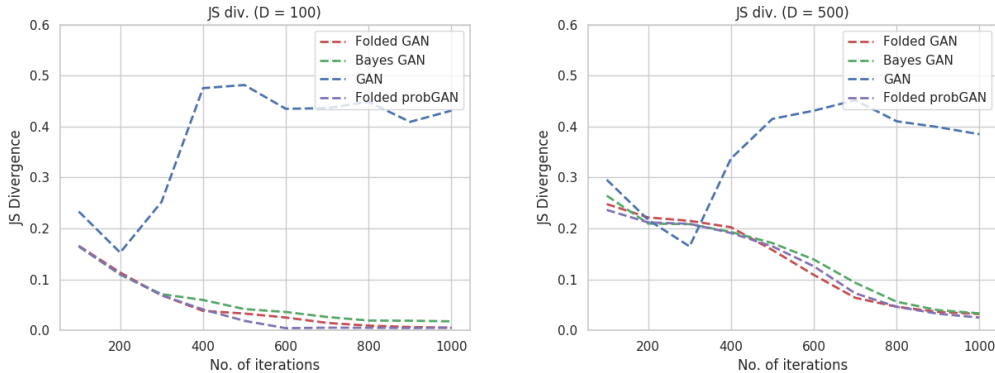 JS div. (D = 100)
JS Divergence
0.6
0.5
0.4
0.3
0.2
0.1
0.0
Folded GAN
Bayes GAN
GAN
Folded probGAN
200
400
600
800
1000
No. of iterations
JS div. (D = 500)
JS Divergence
0.6
0.5
0.4
0.3
0.2
0.1
0.0
Folded GAN
Bayes GAN
GAN
Folded probGAN
200
400
600
800
1000
No. of iterations